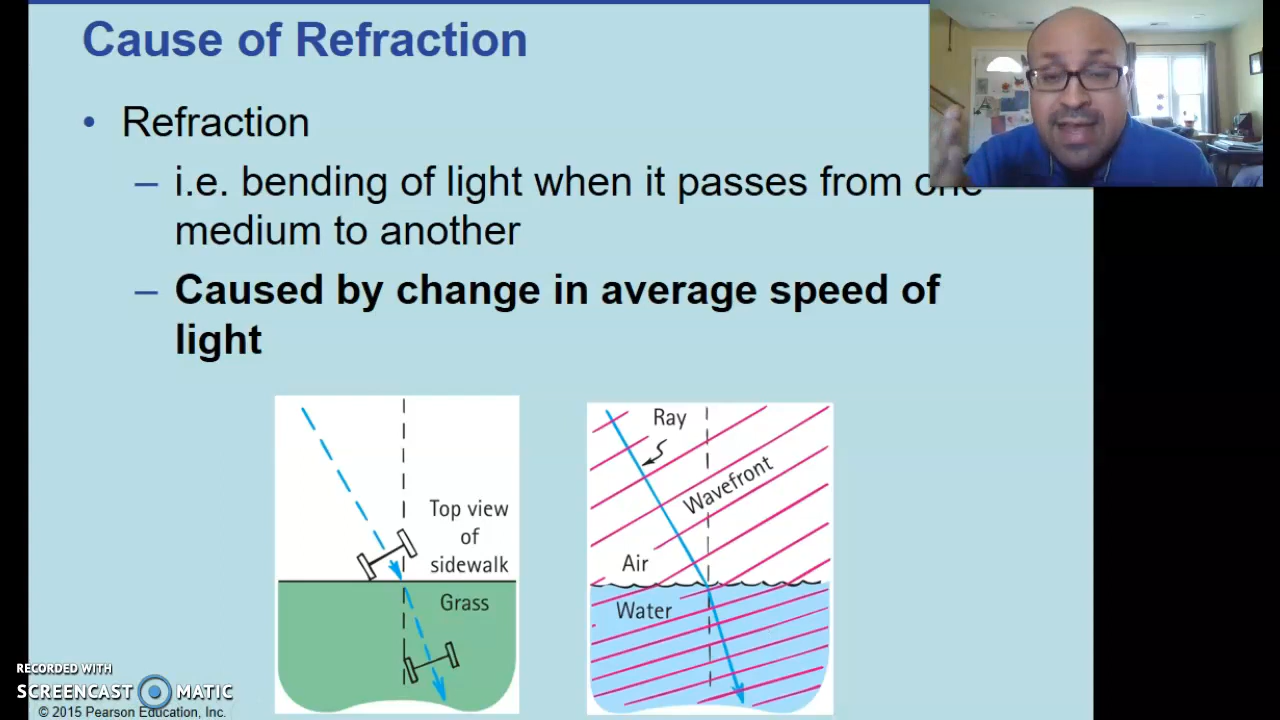 Cause of Refraction
• Refraction
– i.e. bending of light when it passes from one
medium to another
– Caused by change in average speed of
light
Top view
of
sidewalk
Grass
Ray
Wavefront
Air
Water
RECORDED WITH
SCREENCAST MATIC
© 2015 Pearson Education, Inc.